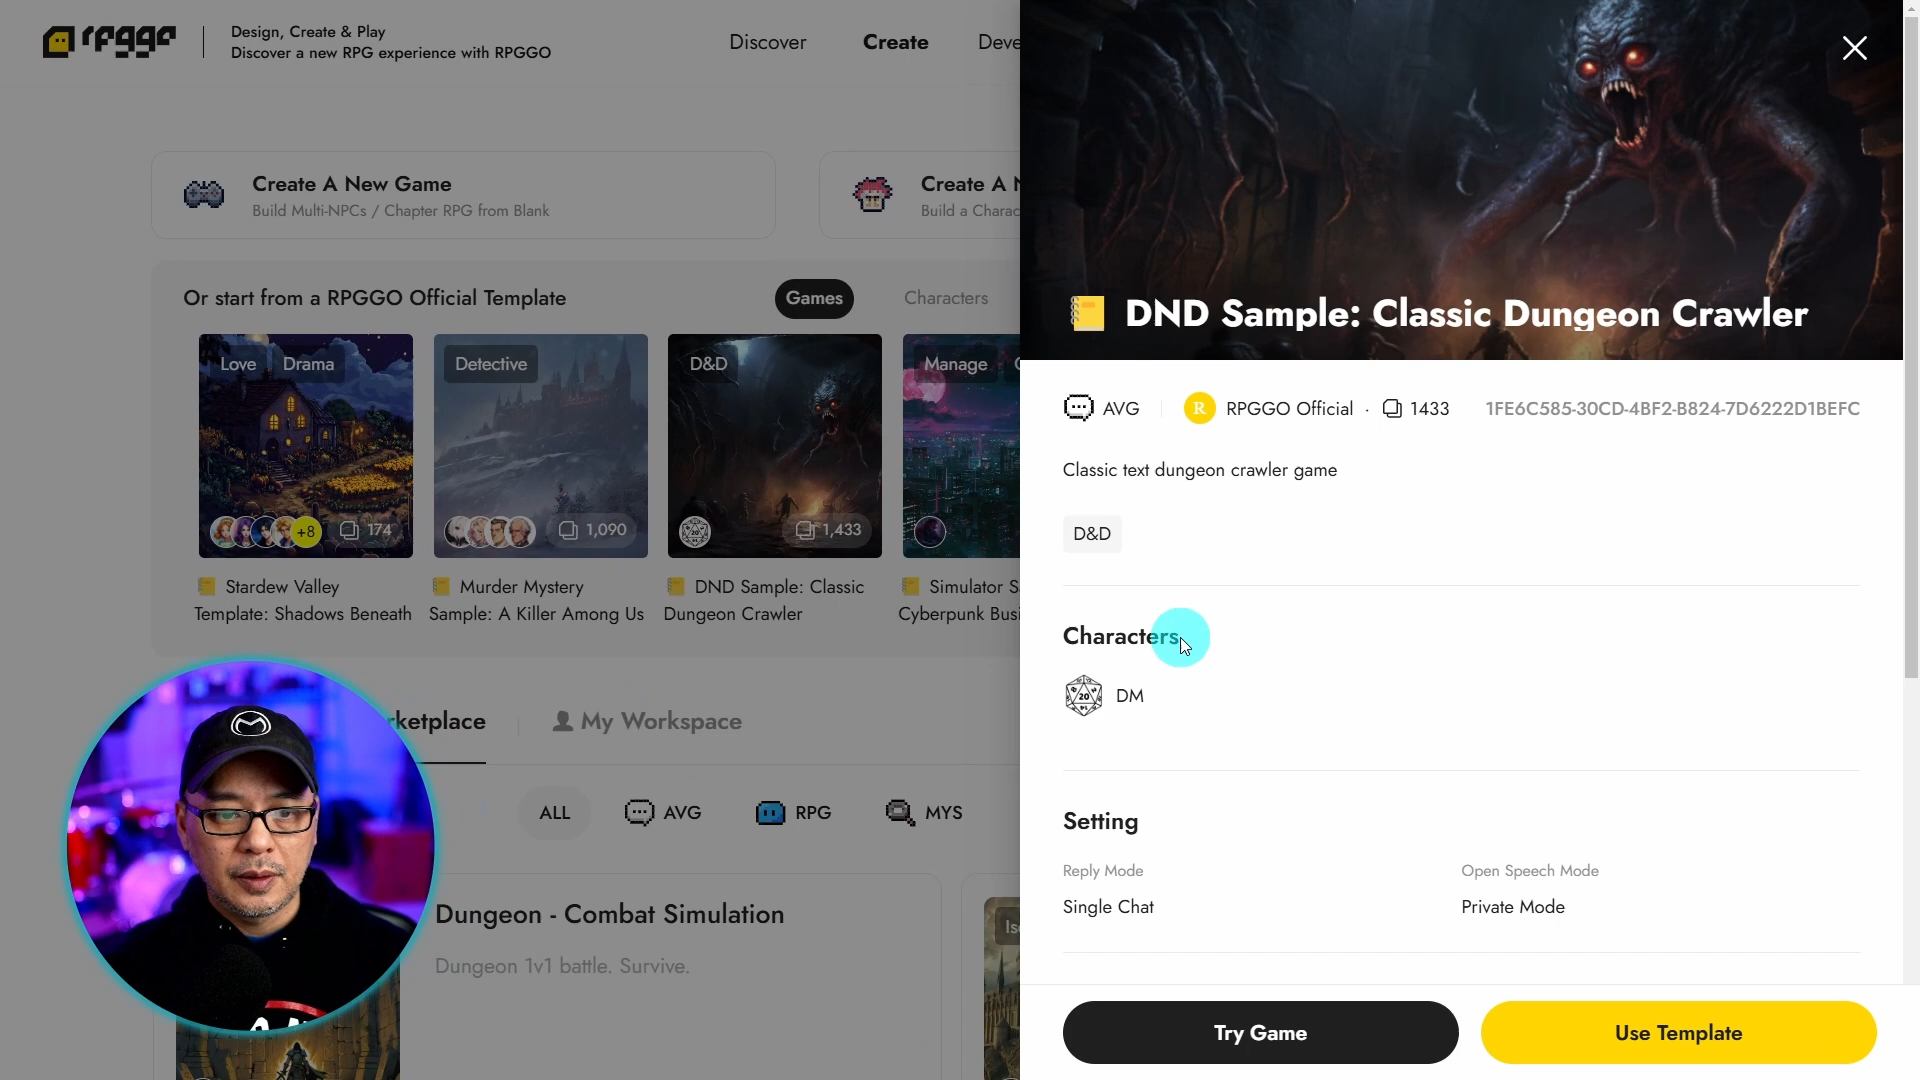 rpggo
Design, Create & Play
Discover a new RPG experience with RPGGO
Discover
Create
Deve
Create A New Game
Build Multi-NPCs / Chapter RPG from Blank
Create A N
Build a Charac
Or start from a RPGGO Official Template
Games
Characters
Love
Drama
Detective
D&D
Manage
+8
174
1,090
1,433
Stardew Valley
Template: Shadows Beneath
Murder Mystery
Sample: A Killer Among Us
DND Sample: Classic
Dungeon Crawler
Simulator S
Cyberpunk Busi
rketplace
My Workspace
ALL
AVG
RPG
MYS
Dungeon - Combat Simulation
Dungeon 1v1 battle. Survive.
Iso
DND Sample: Classic Dungeon Crawler
AVG
R
RPGGO Official · 1433
1FE6C585-30CD-4BF2-B824-7D6222D1BEFC
Classic text dungeon crawler game
D&D
Characters
20
DM
Setting
Reply Mode
Open Speech Mode
Single Chat
Private Mode
Try Game
Use Template